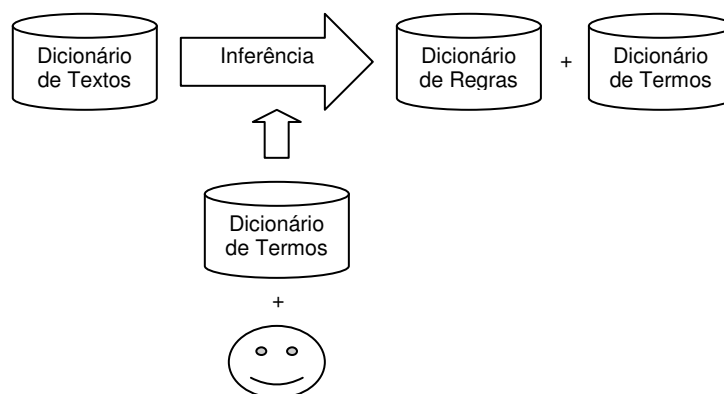 Dicionário
de Textos
Inferência
Dicionário
de Regras
+
Dicionário
de Termos
Dicionário
de Termos
+